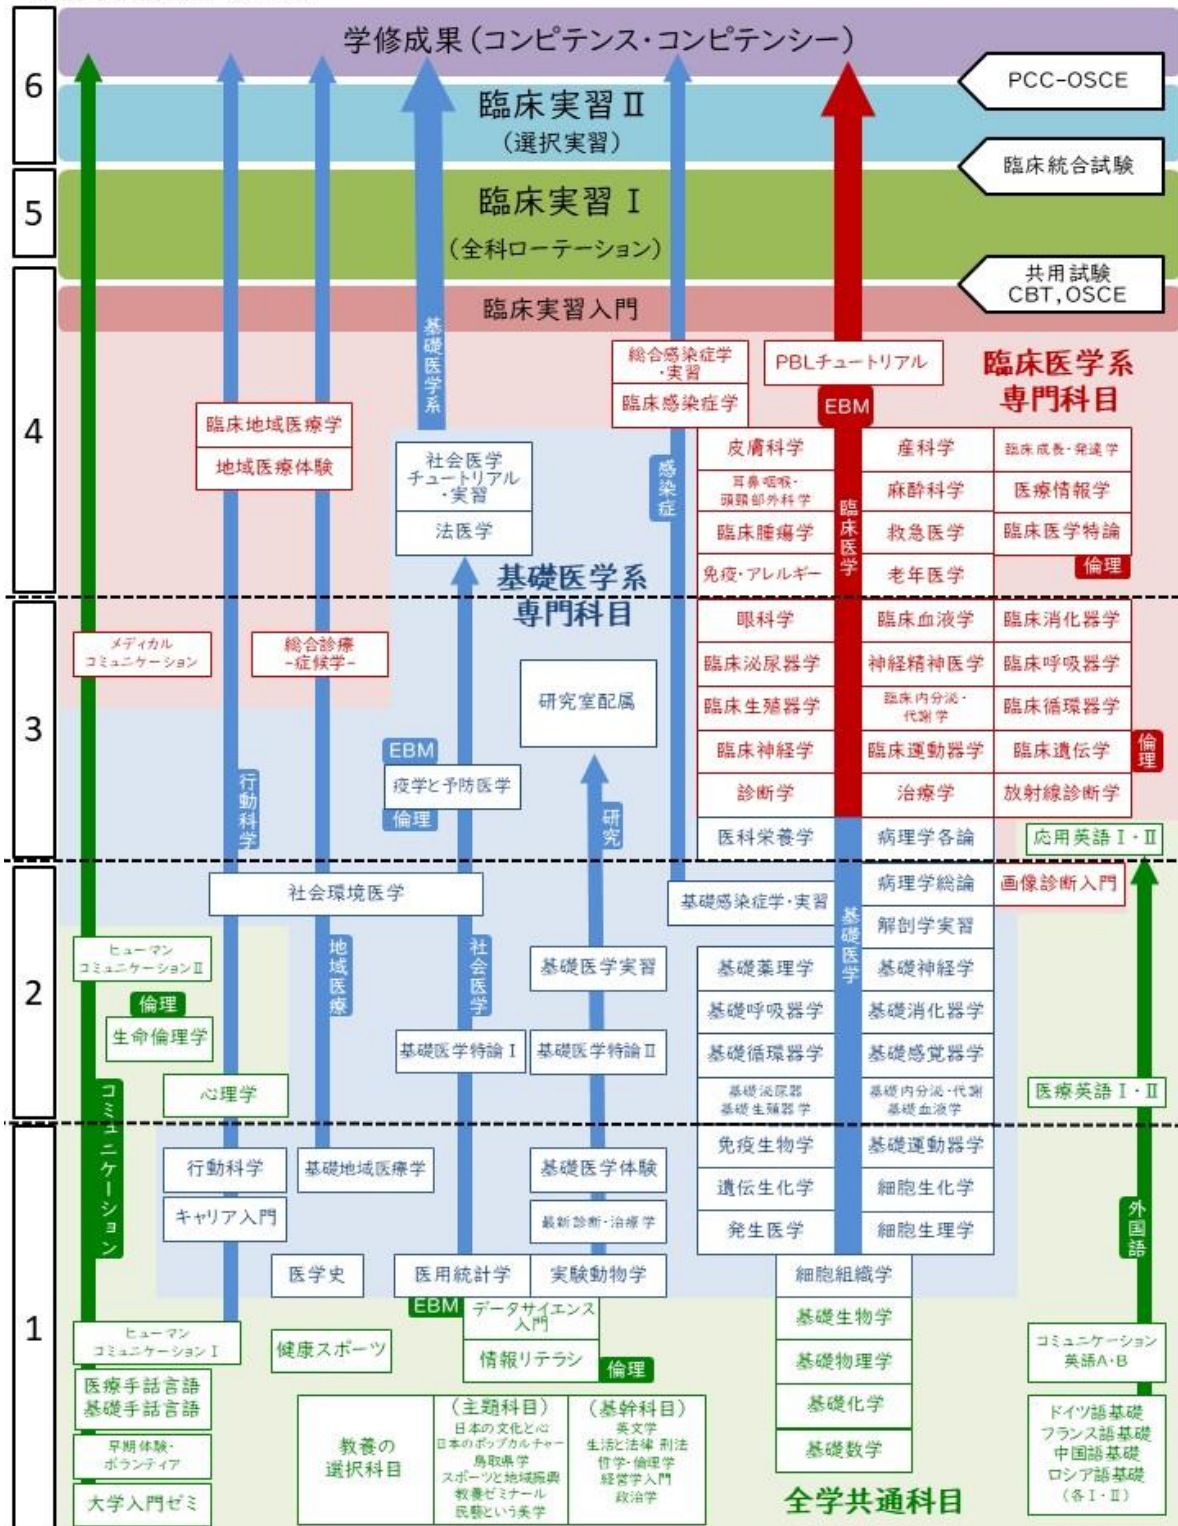 6
学修成果(コンピテンス・コンピテンシー)
PCC-OSCE
臨床実習Ⅱ
(選択実習)
臨床統合試験
5
臨床実習Ⅰ
(全科ローテーション)
共用試験
CBT,OSCE
臨床実習入門
4
基礎医学系
総合感染症学
・実習
臨床感染症学
PBLチュートリアル
EBM
臨床医学系
専門科目
臨床地域医療学
地域医療体験
社会医学
チュートリアル
・実習
法医学
感染症
臨床医学
皮膚科学
産科学
臨床成長・発達学
耳鼻咽喉・
頭頸部外科学
麻酔科学
医療情報学
臨床腫瘍学
救急医学
臨床医学特論
倫理
免疫・アレルギー
老年医学
基礎医学系
専門科目
3
メディカル
コミュニケーション
総合診療
-症候学-
研究室配属
眼科学
臨床血液学
臨床消化器学
臨床泌尿器学
神経精神医学
臨床呼吸器学
臨床生殖器学
臨床内分泌・
代謝学
臨床循環器学
臨床神経学
臨床運動器学
臨床遺伝学
倫理
診断学
治療学
放射線診断学
行動科学
EBM
疫学と予防医学
倫理
研究
医科栄養学
病理学各論
応用英語Ⅰ・Ⅱ
2
社会環境医学
基礎感染症学・実習
病理学総論
画像診断入門
解剖学実習
基礎医学
ヒューマン
コミュニケーションⅡ
倫理
生命倫理学
心理学
地域医療
社会医学
基礎医学実習
基礎医学特論Ⅰ
基礎医学特論Ⅱ
基礎薬理学
基礎神経学
基礎呼吸器学
基礎消化器学
基礎循環器学
基礎感覚器学
基礎泌尿器
基礎生殖器学
基礎内分泌・代謝
基礎血液学
医療英語Ⅰ・Ⅱ
コミュニケーション
1
行動科学
基礎地域医療学
基礎医学体験
免疫生物学
基礎運動器学
キャリア入門
最新診断・治療学
遺伝生化学
細胞生化学
発生医学
細胞生理学
外国語
医学史
医用統計学
実験動物学
細胞組織学
EBM
データサイエンス
入門
情報リテラシ
倫理
基礎生物学
基礎物理学
基礎化学
基礎数学
ヒューマン
コミュニケーションⅠ
健康スポーツ
医療手話言語
基礎手話言語
早期体験・
ボランティア
大学入門ゼミ
教養の
選択科目
(主題科目)
日本の文化と心
日本のポップカルチャー
鳥取県学
スポーツと地域振興
教養ゼミナール
民藝という美学
(基幹科目)
英文学
生活と法律 刑法
哲学・倫理学
経営学入門
政治学
コミュニケーション
英語A・B
ドイツ語基礎
フランス語基礎
中国語基礎
ロシア語基礎
(各Ⅰ・Ⅱ)
全学共通科目